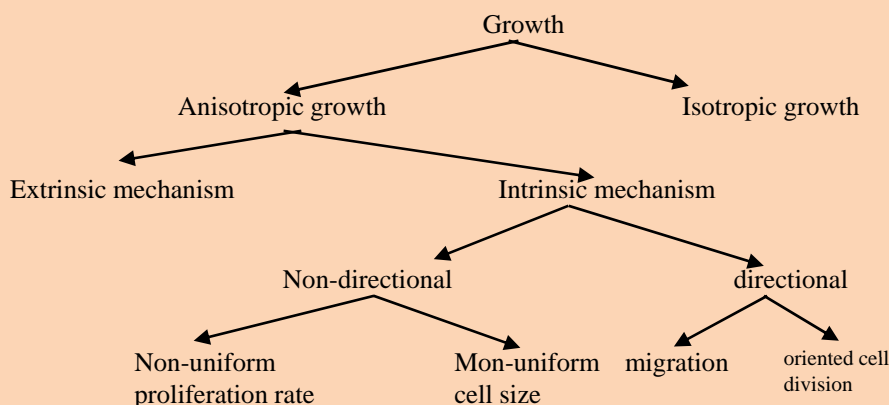 Growth
Anisotropic growth
Isotropic growth
Extrinsic mechanism
Intrinsic mechanism
Non-directional
directional
Non-uniform
proliferation rate
Mon-uniform
cell size
migration
oriented cell
division